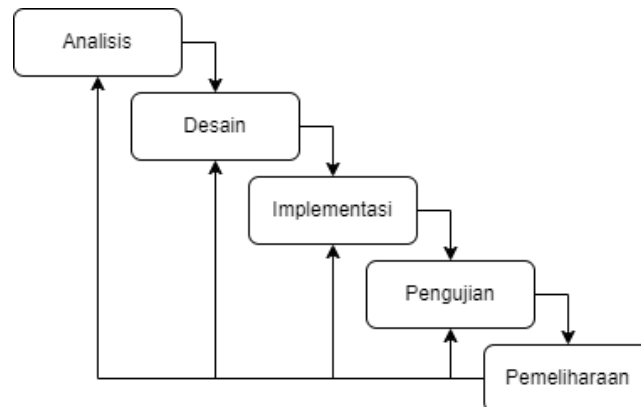 Analisis
Desain
Implementasi
Pengujian
Pemeliharaan